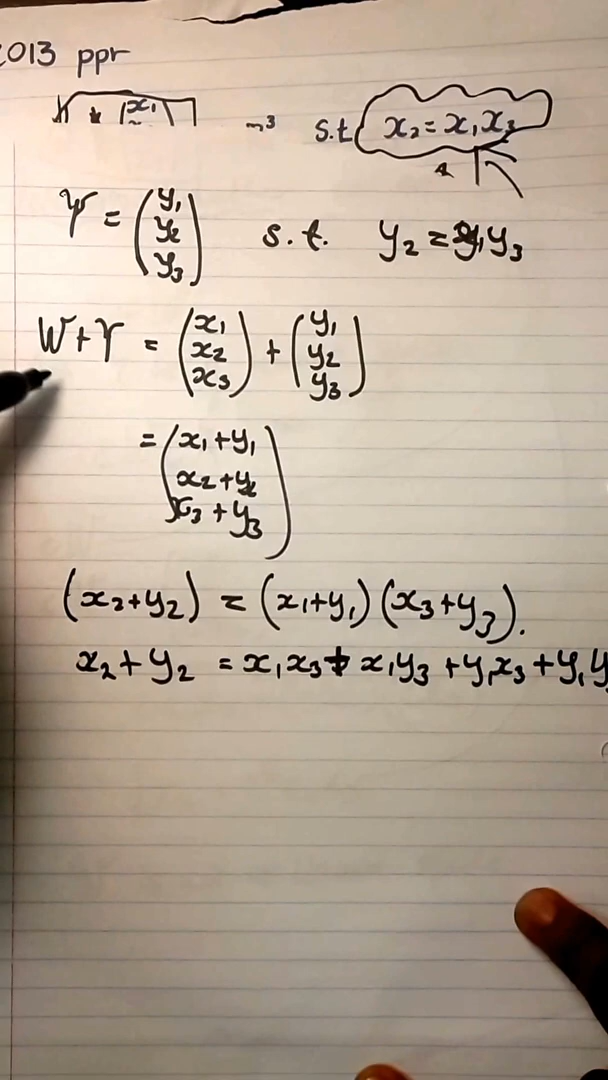 2013 ppr
x₁ s.t x₂ = x₁x₃
Y = (y₁ y₂ y₃) s.t. y₂ = y₁y₃
W + Y = (x₁ x₂ x₃) + (y₁ y₂ y₃)
= (x₁+y₁ x₂+y₂ x₃+y₃)
(x₂+y₂) = (x₁+y₁)(x₃+y₃).
x₂+y₂ = x₁x₃ + x₁y₃ + y₁x₃ + y₁y